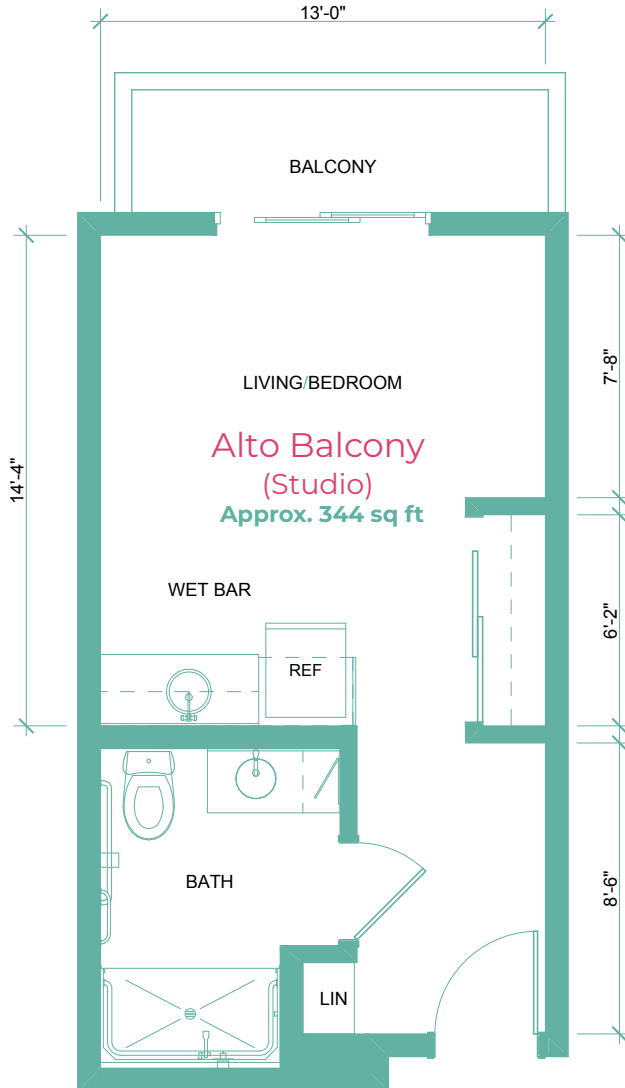 13'-0"
BALCONY
LIVING/BEDROOM
7'-8"
14'-4"
Alto Balcony
(Studio)
Approx. 344 sq ft
WET BAR
6'-2"
REF
BATH
8'-6"
LIN